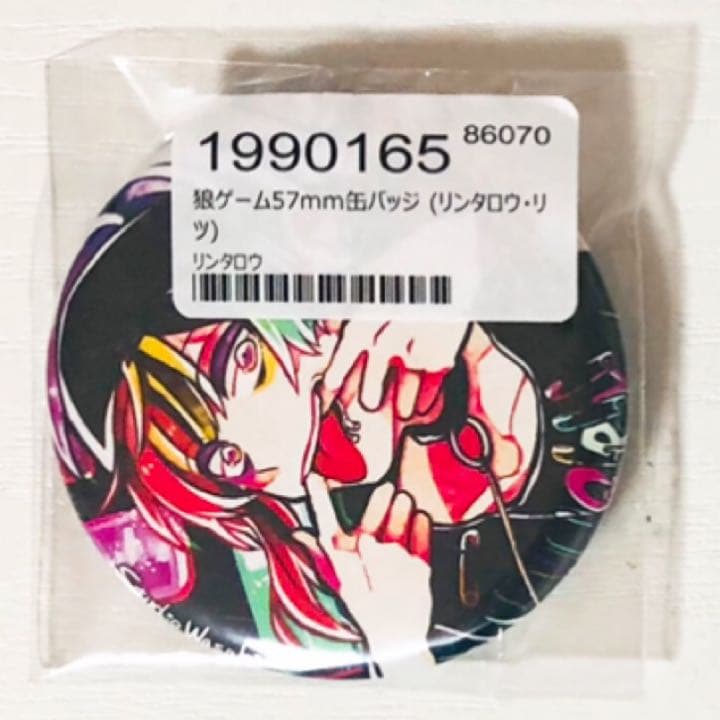 1990165
86070
狼ゲーム57mm缶バッジ (リンタロウ・リ
ツ)
リンタロウ
Studio